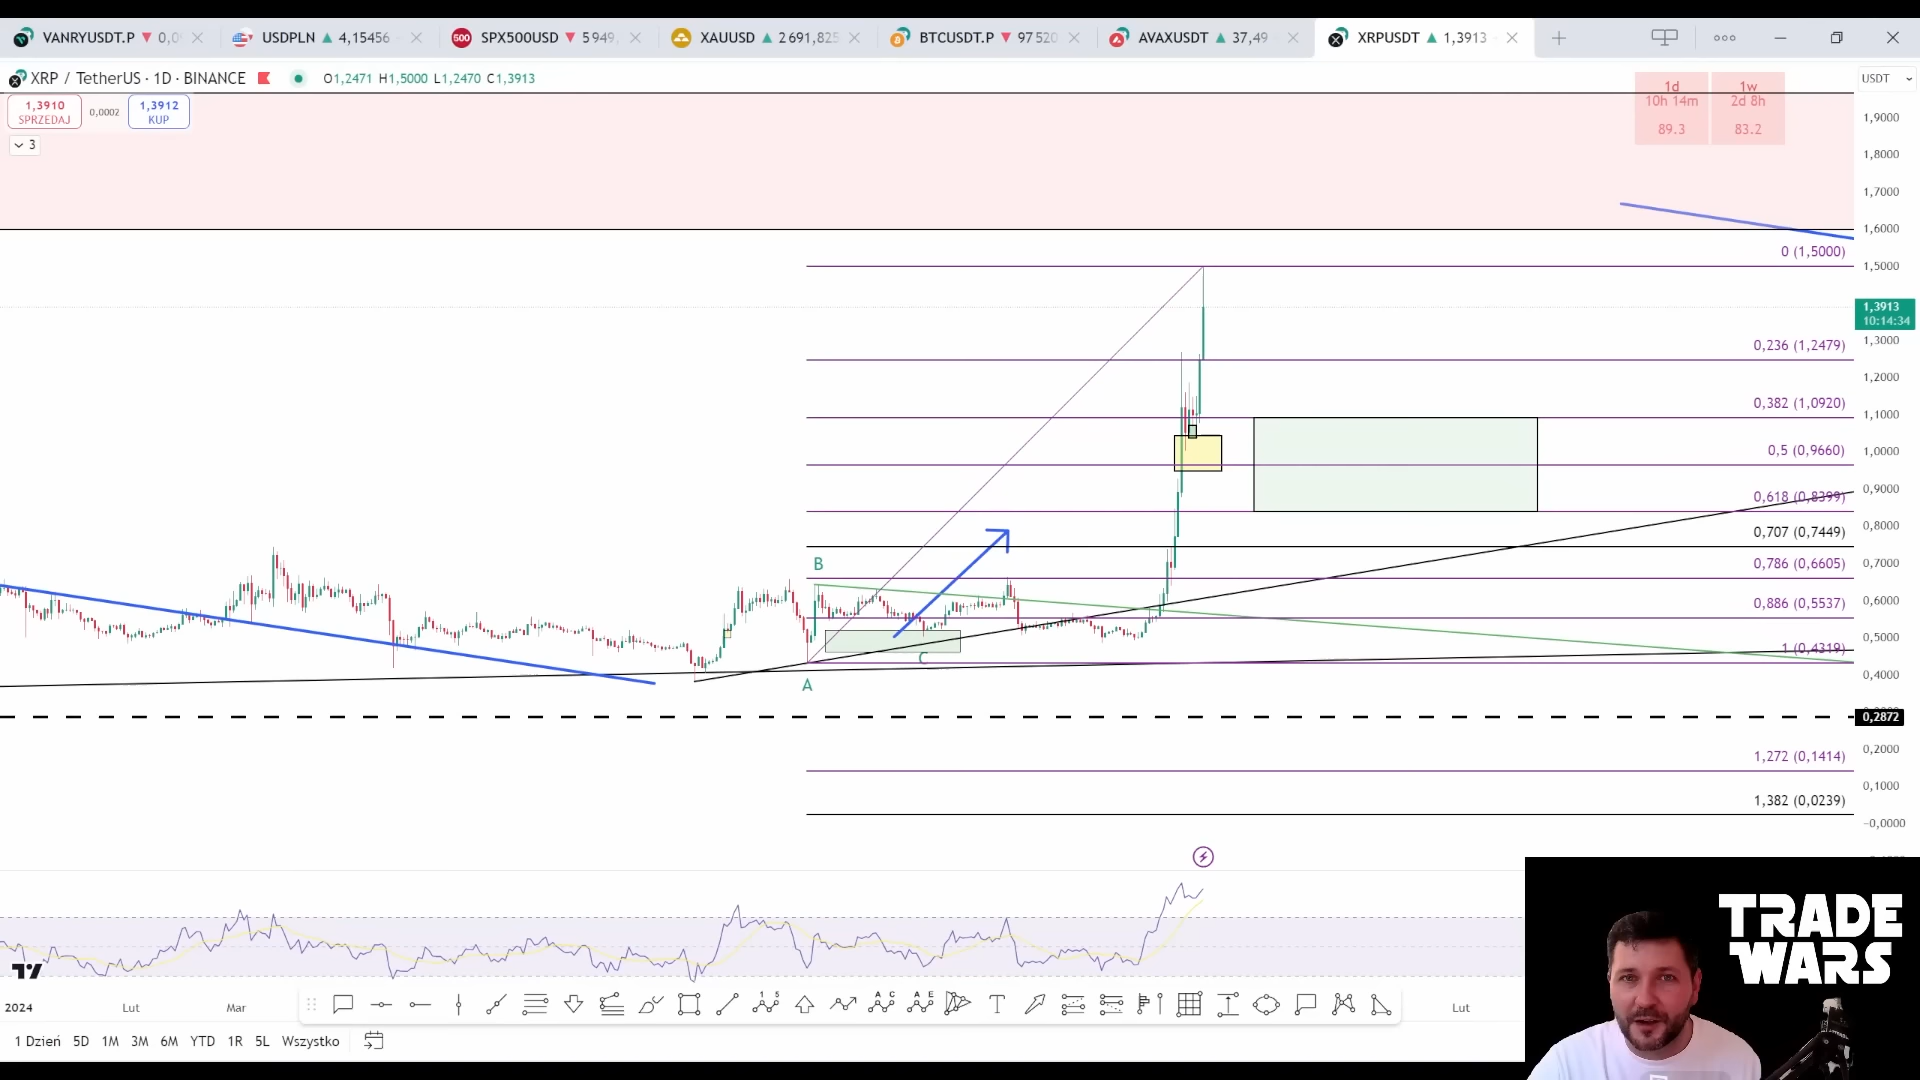 VANRYUSDT.P 0,0
USDPLN 4,15456
SPX500USD 5949,
XAUUSD 2691,825
BTCUSDT.P 97520
AVAXUSDT 37,49
XRPUSDT 1,3913
XRP / TetherUS · 1D · BINANCE O1,2471 H1,5000 L1,2470 C1,3913
USDT
1,3910
SPRZEDAJ
0,0002
1,3912
KUP
3
1d
10h 14m
89.3
1w
2d 8h
83.2
1,9000
1,8000
1,7000
1,6000
0 (1,5000)
1,5000
1,3913
10:14:34
0,236 (1,2479)
1,3000
1,2000
0,382 (1,0920)
1,1000
0,5 (0,9660)
1,0000
0,618 (0,8399)
0,9000
0,8000
0,707 (0,7449)
0,786 (0,6605)
0,7000
0,886 (0,5537)
0,6000
0,5000
1 (0,4319)
0,4000
B
C
A
0,2872
0,2000
1,272 (0,1414)
0,1000
1,382 (0,0239)
−0,0000
2024
Lut
Mar
Lut
1 5
A C
A E
T
1 Dzień 5D 1M 3M 6M YTD 1R 5L Wszystko
TRADE
WARS